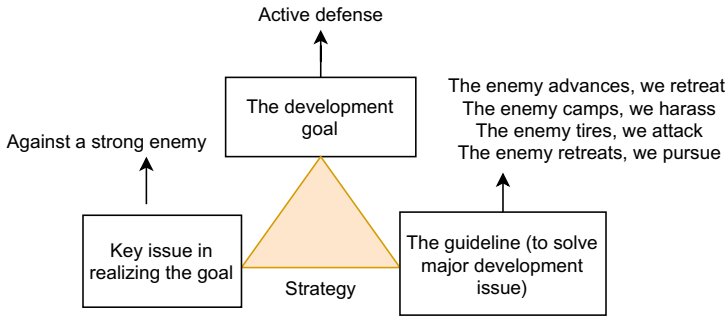 Active defense
The development
goal
The enemy advances, we retreat
The enemy camps, we harass
The enemy tires, we attack
The enemy retreats, we pursue
Against a strong enemy
Key issue in
realizing the goal
Strategy
The guideline (to solve
major development
issue)